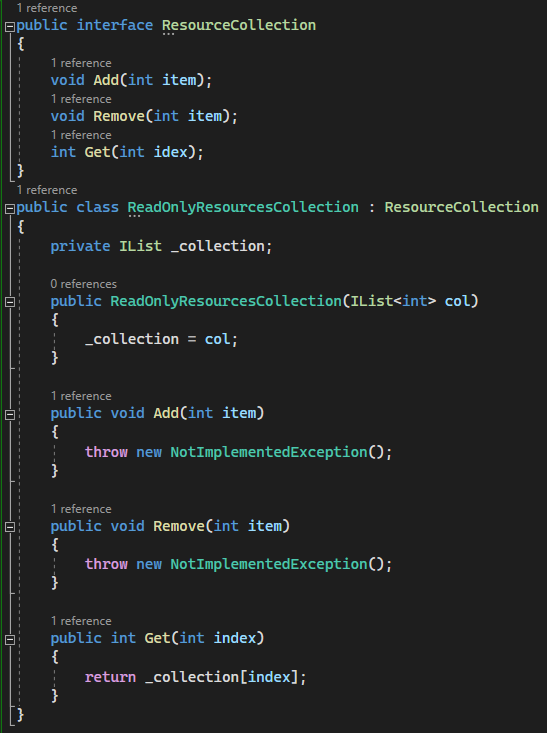 1 reference
public interface ResourceCollection
{
1 reference
void Add(int item);
1 reference
void Remove(int item);
1 reference
int Get(int idex);
}
1 reference
public class ReadOnlyResourcesCollection : ResourceCollection
{
private IList _collection;
0 references
public ReadOnlyResourcesCollection(IList<int> col)
{
_collection = col;
}
1 reference
public void Add(int item)
{
throw new NotImplementedException();
}
1 reference
public void Remove(int item)
{
throw new NotImplementedException();
}
1 reference
public int Get(int index)
{
return _collection[index];
}
}